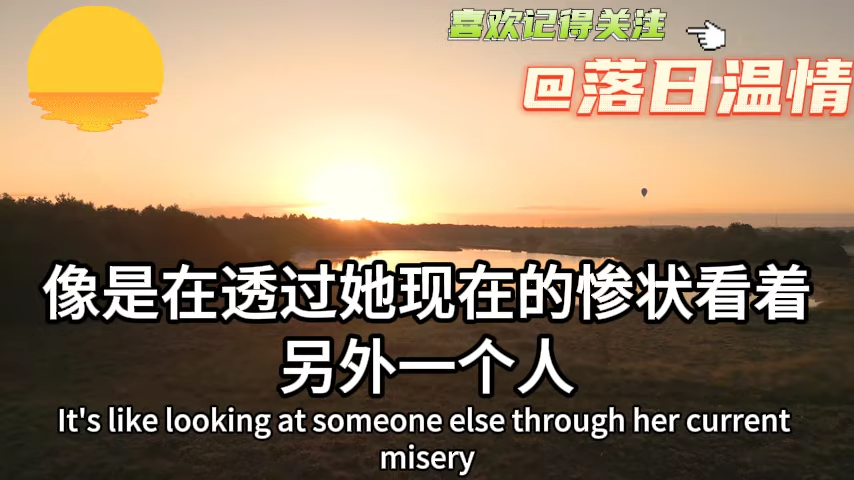 喜欢记得关注
@落日温情
像是在透过她现在的惨状看着
另外一个人
It's like looking at someone else through her current
misery